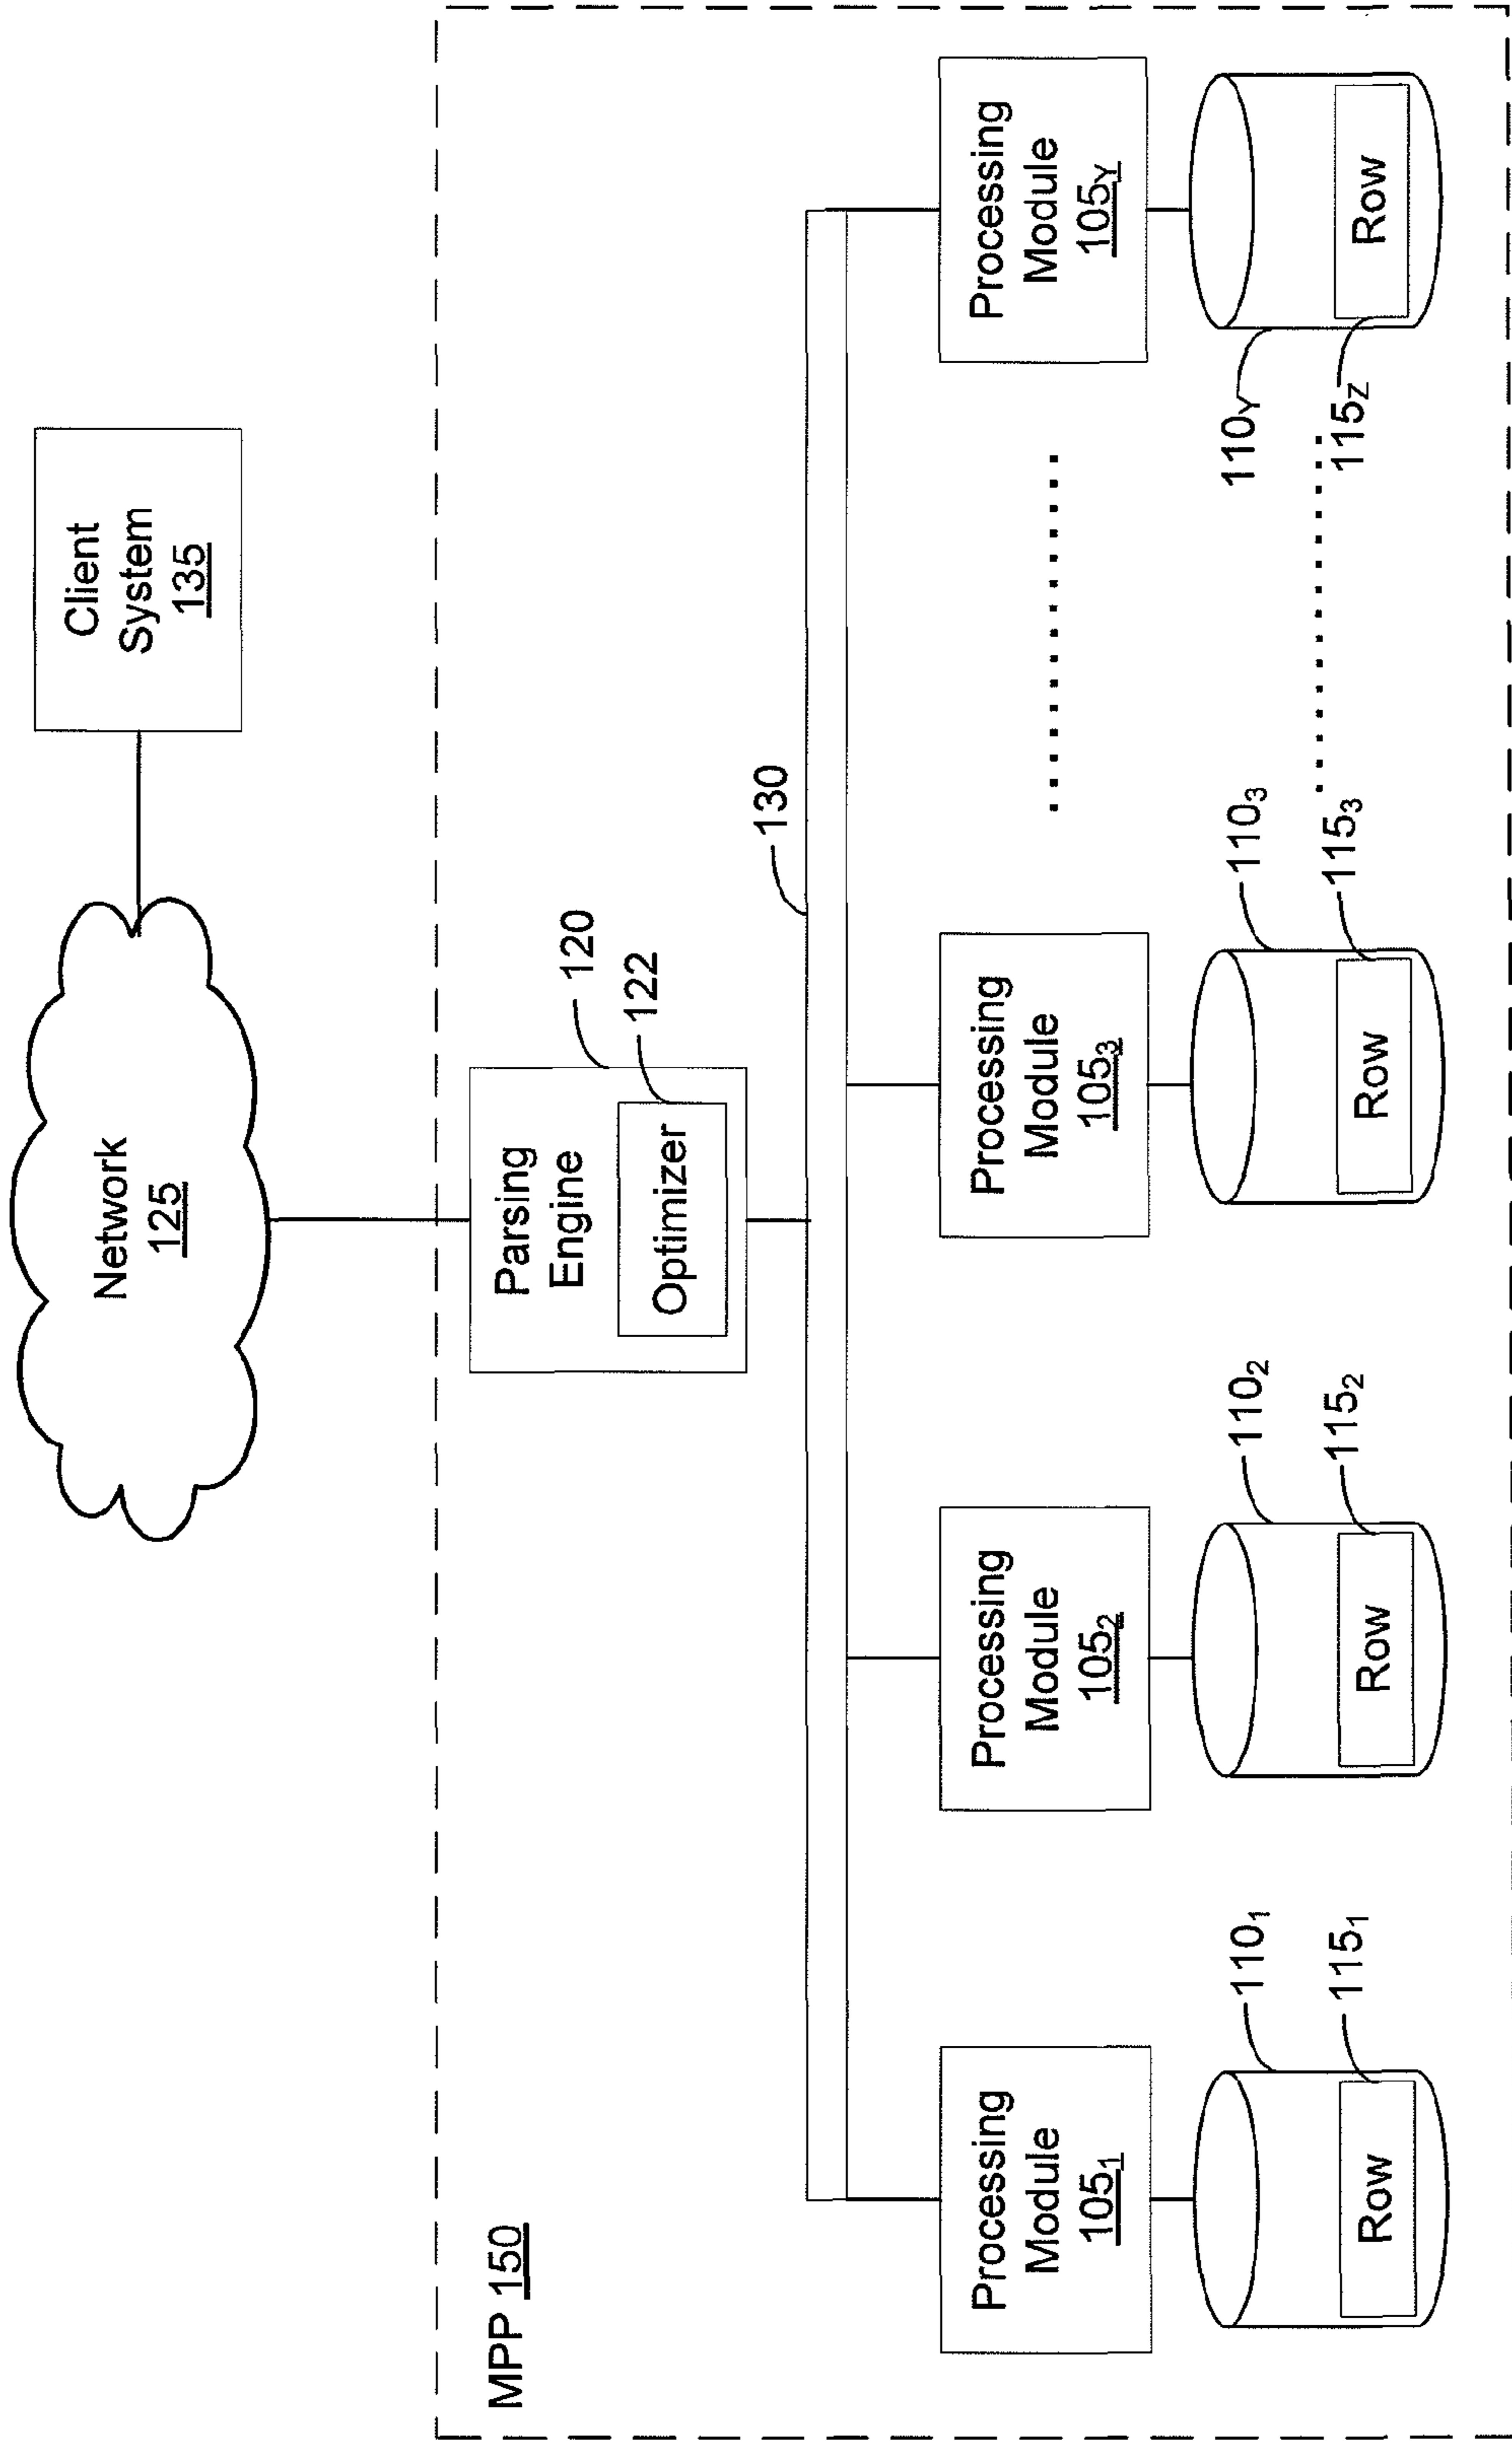 Client
System
135
Network
125
MPP 150
Parsing
Engine
120
Optimizer
122
130
Processing
Module
105₁
Processing
Module
105₂
Processing
Module
105₃
Processing
Module
105Y
110₁
Row
115₁
110₂
Row
115₂
110₃
Row
115₃
110Y
Row
115Z